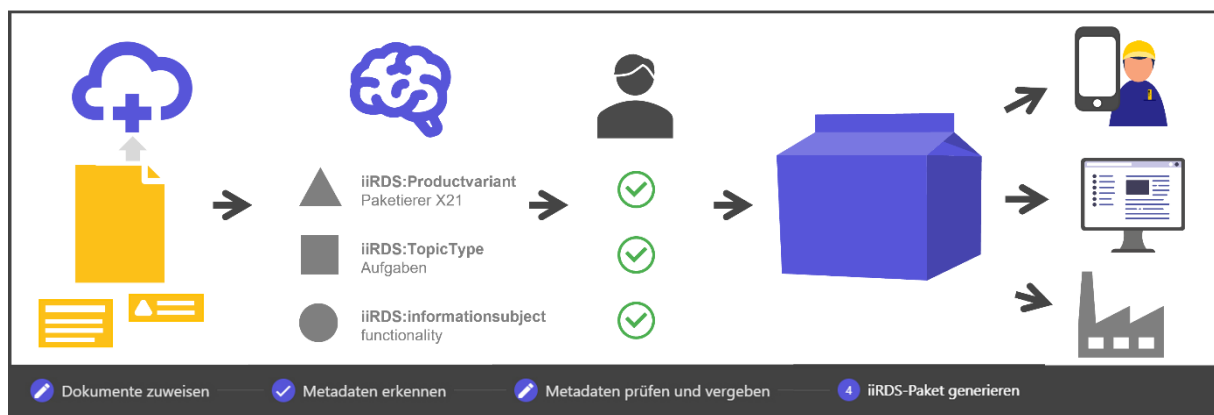 iiRDS:Productvariant
Paketierer X21
iiRDS:TopicType
Aufgaben
iiRDS:informationsubject
functionality
Dokumente zuweisen
Metadaten erkennen
Metadaten prüfen und vergeben
4 iiRDS-Paket generieren